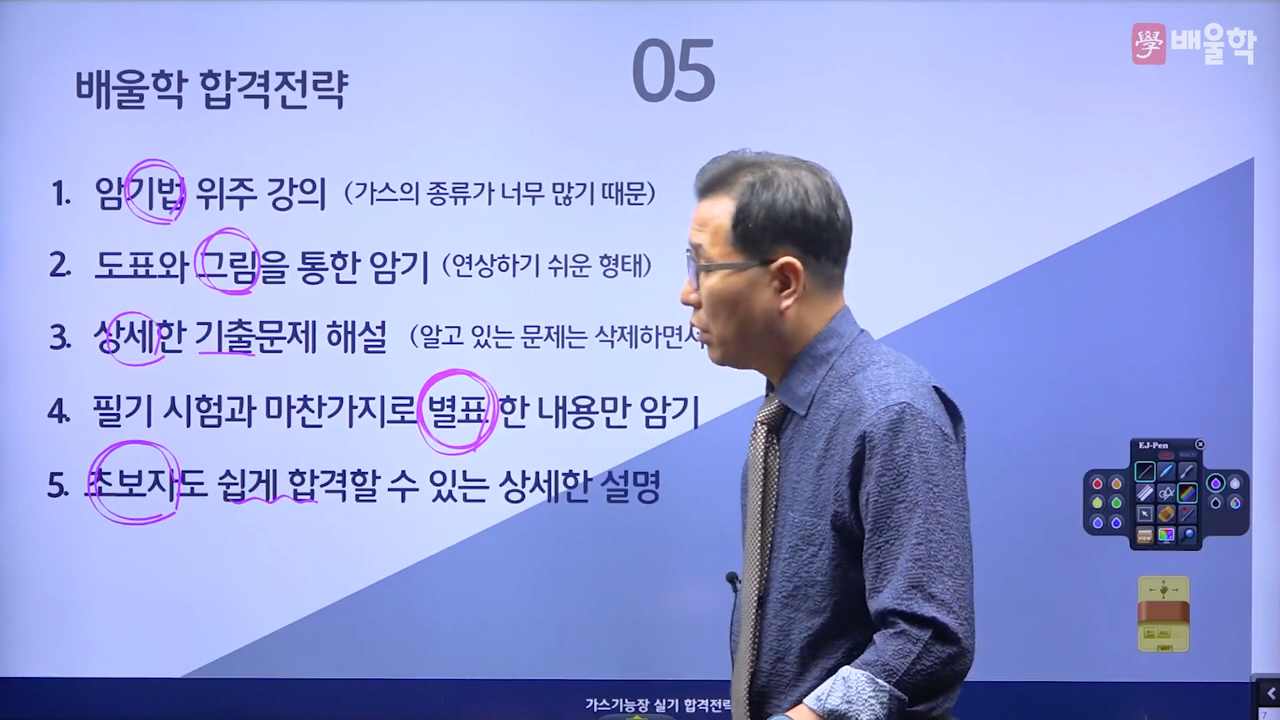 學 배울학
05
배울학 합격전략
1. 암기법 위주 강의 (가스의 종류가 너무 많기 때문)
2. 도표와 그림을 통한 암기 (연상하기 쉬운 형태)
3. 상세한 기출문제 해설 (알고 있는 문제는 삭제하면서
4. 필기 시험과 마찬가지로 별표 한 내용만 암기
5. 초보자도 쉽게 합격할 수 있는 상세한 설명
EJ-Pen
가스기능장 실기 합격전략